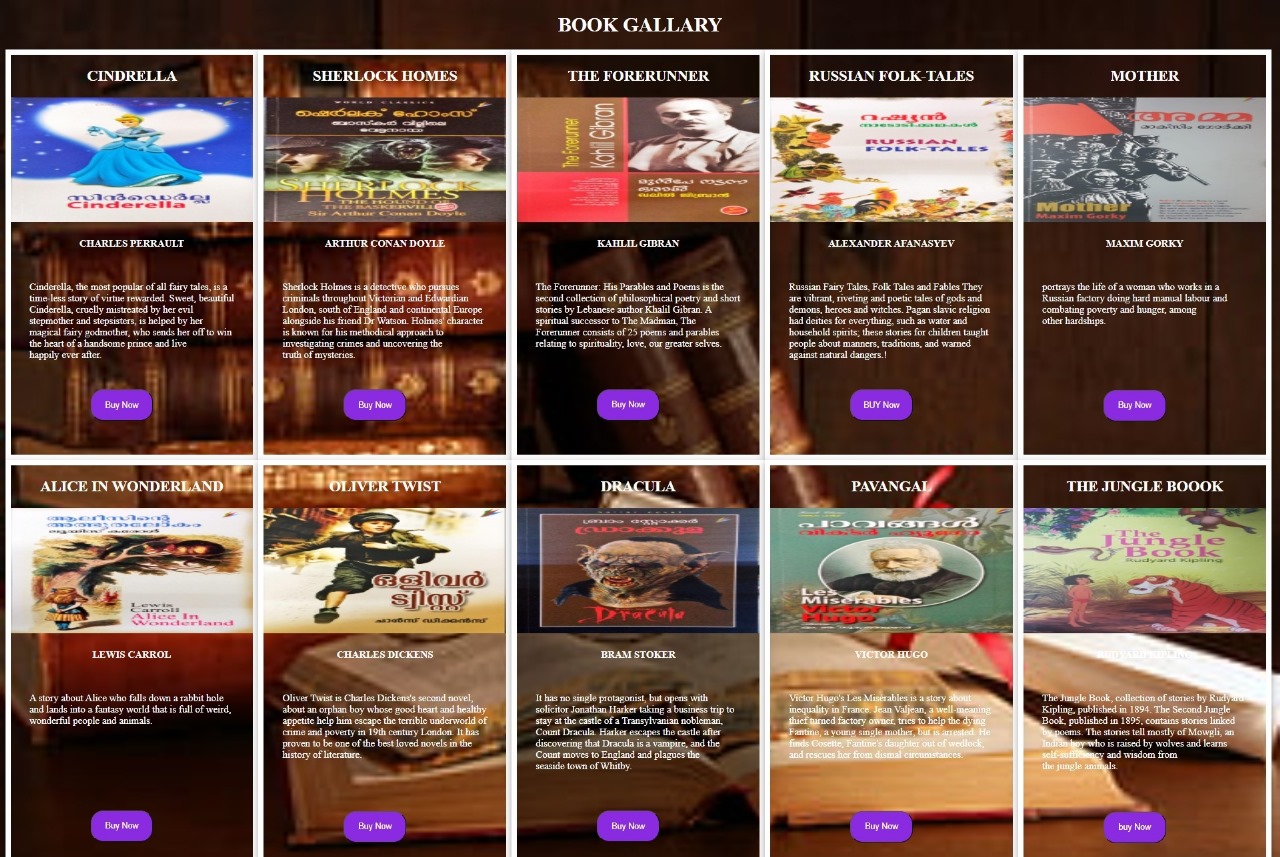 BOOK GALLARY
CINDRELLA
സിൻഡെർല്ല
Cinderella
CHARLES PERRAULT
Cinderella, the most popular of all fairy tales, is a
time-less story of virtue rewarded. Sweet, beautiful
Cinderella, cruelly mistreated by her evil
stepmother and stepsisters, is helped by her
magical fairy godmother, who sends her off to win
the heart of a handsome prince and live
happily ever after.
Buy Now
SHERLOCK HOMES
WORLD CLASSICS
ഷെർലക് ഹോംസ്
ബാസ്കർ വില്ലിലെ
വേട്ടനായ
SHERLOCK
HOLMES
THE HOUND OF
THE BASKERVILLES
Sir Arthur Conan Doyle
ARTHUR CONAN DOYLE
Sherlock Holmes is a detective who pursues
criminals throughout Victorian and Edwardian
London, south of England and continental Europe
alongside his friend Dr Watson. Holmes' character
is known for his methodical approach to
investigating crimes and uncovering the
truth of mysteries.
Buy Now
THE FORERUNNER
The Forerunner
Kahlil Gibran
മുൻപേ നടന്ന
ഖലീൽ ജിബ്രാൻ
KAHLIL GIBRAN
The Forerunner: His Parables and Poems is the
second collection of philosophical poetry and short
stories by Lebanese author Khalil Gibran. A
spiritual successor to The Madman, The
Forerunner consists of 25 poems and parables
relating to spirituality, love, our greater selves.
Buy Now
RUSSIAN FOLK-TALES
റഷ്യൻ
നാടോടിക്കഥകൾ
RUSSIAN
FOLK-TALES
ALEXANDER AFANASYEV
Russian Fairy Tales, Folk Tales and Fables They
are vibrant, riveting and poetic tales of gods and
demons, heroes and witches. Pagan slavic religion
had deities for everything, such as water and
household spirits; these stories for children taught
people about manners, traditions, and warned
against natural dangers.!
BUY Now
MOTHER
അമ്മ
മാക്സിം ഗോർക്കി
Mother
Maxim Gorky
MAXIM GORKY
portrays the life of a woman who works in a
Russian factory doing hard manual labour and
combating poverty and hunger, among
other hardships.
Buy Now
ALICE IN WONDERLAND
ആലീസിന്റെ
അത്ഭുതലോകം
ലൂയിസ് കരോൾ
Lewis
Carroll
Alice In
Wonderland
LEWIS CARROL
A story about Alice who falls down a rabbit hole
and lands into a fantasy world that is full of weird,
wonderful people and animals.
Buy Now
OLIVER TWIST
ഒളിവർ
ട്വിസ്റ്റ്
ചാൾസ് ഡിക്കൻസ്
CHARLES DICKENS
Oliver Twist is Charles Dickens's second novel,
about an orphan boy whose good heart and healthy
appetite help him escape the terrible underworld of
crime and poverty in 19th century London. It has
proven to be one of the best loved novels in the
history of literature.
Buy Now
DRACULA
ബ്രാം സ്റ്റോക്കർ
ഡ്രാക്കുള
Dracula
BRAM STOKER
It has no single protagonist, but opens with
solicitor Jonathan Harker taking a business trip to
stay at the castle of a Transylvanian nobleman,
Count Dracula. Harker escapes the castle after
discovering that Dracula is a vampire, and the
Count moves to England and plagues the
seaside town of Whitby.
Buy Now
PAVANGAL
പാവങ്ങൾ
വിക്ടർ ഹ്യൂഗോ
Les
Misérables
Victor
Hugo
VICTOR HUGO
Victor Hugo's Les Misérables is a story about
inequality in France. Jean Valjean, a well-meaning
thief turned factory owner, tries to help the dying
Fantine, a young single mother, but is arrested. He
finds Cosette, Fantine's daughter out of wedlock,
and rescues her from dismal circumstances.
Buy Now
THE JUNGLE BOOOK
The
Jungle
Book
Rudyard Kipling
RUDYARD KIPLING
The Jungle Book, collection of stories by Rudyard
Kipling, published in 1894. The Second Jungle
Book, published in 1895, contains stories linked
by poems. The stories tell mostly of Mowgli, an
Indian boy who is raised by wolves and learns
self-sufficiency and wisdom from
the jungle animals.
buy Now